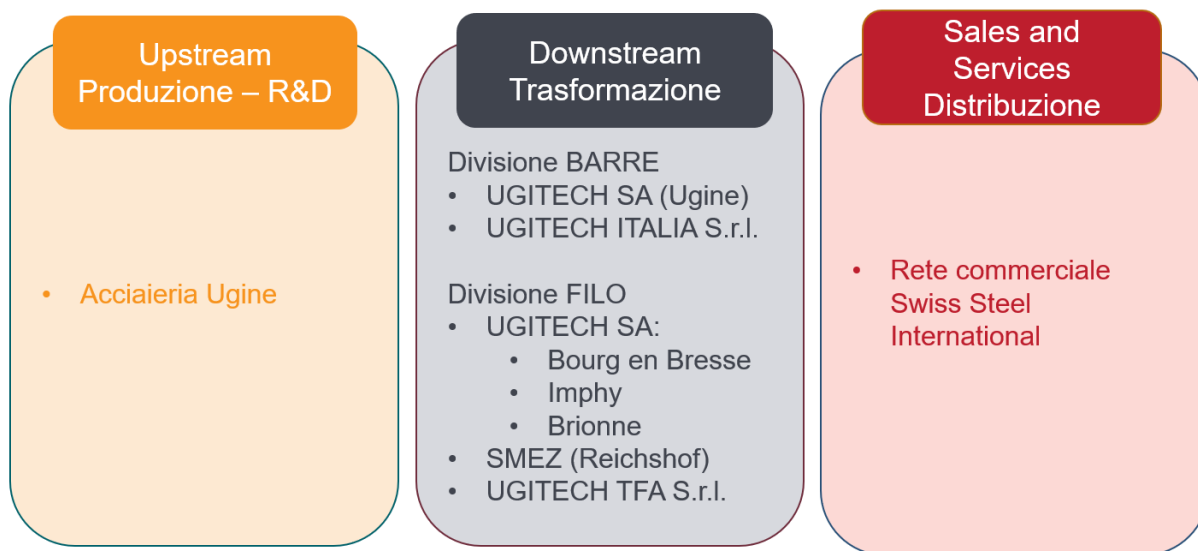 Upstream
Produzione – R&D
• Acciaieria Ugine
Downstream
Trasformazione
Divisione BARRE
• UGITECH SA (Ugine)
• UGITECH ITALIA S.r.l.
Divisione FILO
• UGITECH SA:
• Bourg en Bresse
• Imphy
• Brionne
• SMEZ (Reichshof)
• UGITECH TFA S.r.l.
Sales and
Services
Distribuzione
• Rete commerciale
Swiss Steel
International